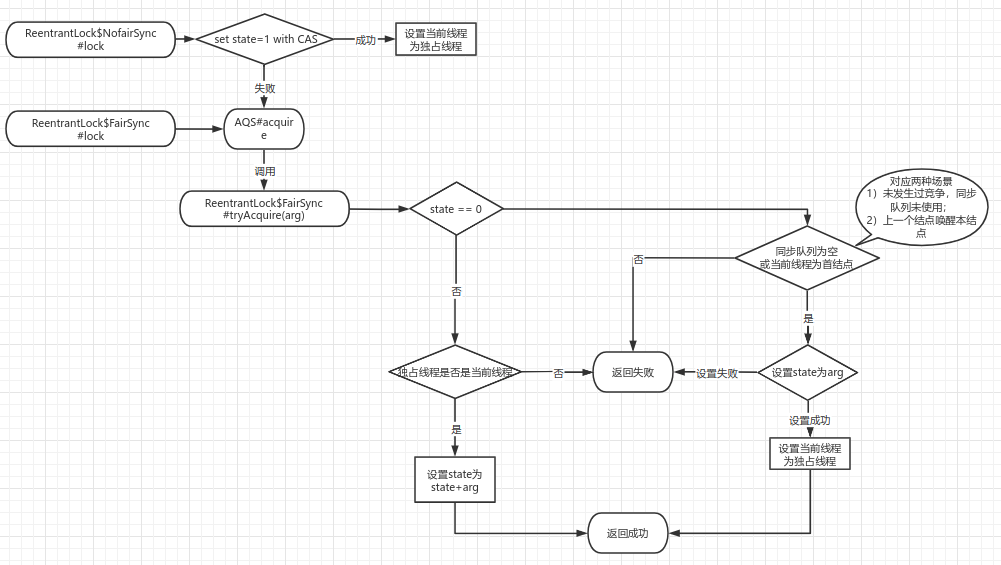 ReentrantLock$NofairSync
#lock
set state=1 with CAS
成功
设置当前线程
为独占线程
失败
ReentrantLock$FairSync
#lock
AQS#acquir
e
调用
ReentrantLock$FairSync
#tryAcquire(arg)
state == 0
对应两种场景
1）未发生过竞争，同步
队列未使用；
2）上一个结点唤醒本结
点
同步队列为空
或当前线程为首结点
否
否
是
独占线程是否是当前线程
否
返回失败
设置失败
设置state为arg
是
设置成功
设置state为
state+arg
设置当前线程
为独占线程
返回成功